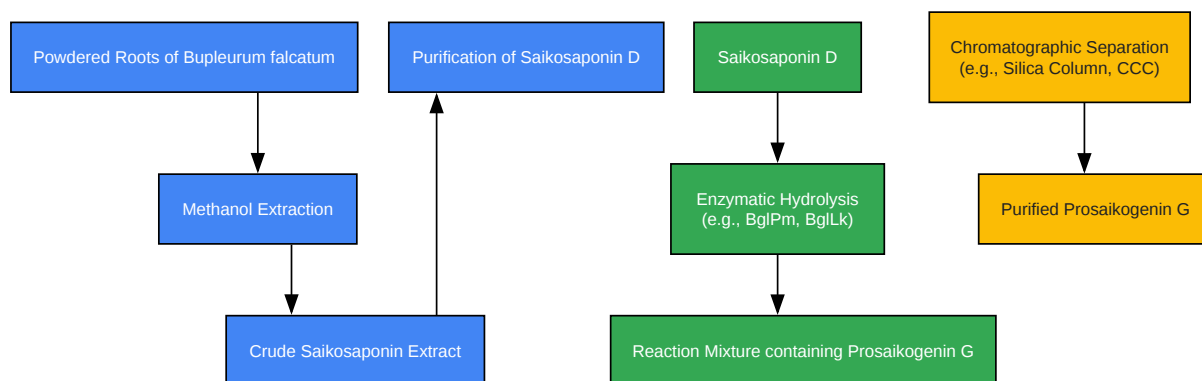 Powdered Roots of Bupleurum falcatum
Methanol Extraction
Crude Saikosaponin Extract
Purification of Saikosaponin D
Saikosaponin D
Enzymatic Hydrolysis
(e.g., BglPm, BglLk)
Reaction Mixture containing Prosaikogenin G
Chromatographic Separation
(e.g., Silica Column, CCC)
Purified Prosaikogenin G